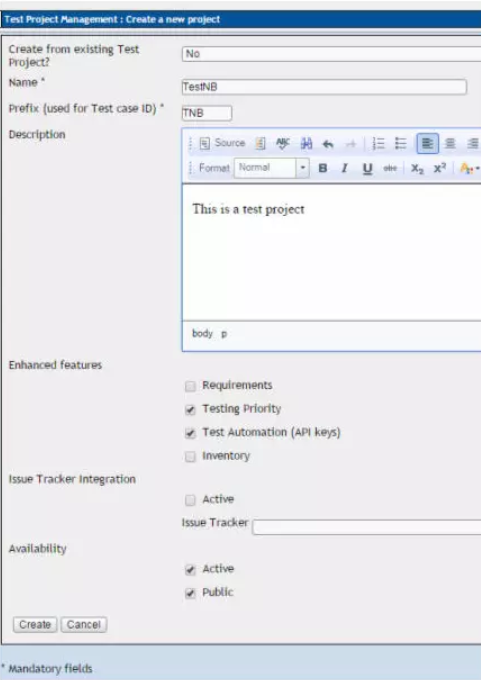 Test Project Management : Create a new project
Create from existing Test
Project?
No
Name *
TestNB
Prefix (used for Test case ID) *
TNB
Description
Source ABC
Format Normal B I U abc X₂ X² A
This is a test project
body p
Enhanced features
Requirements
Testing Priority
Test Automation (API keys)
Inventory
Issue Tracker Integration
Active
Issue Tracker
Availability
Active
Public
Create Cancel
* Mandatory fields